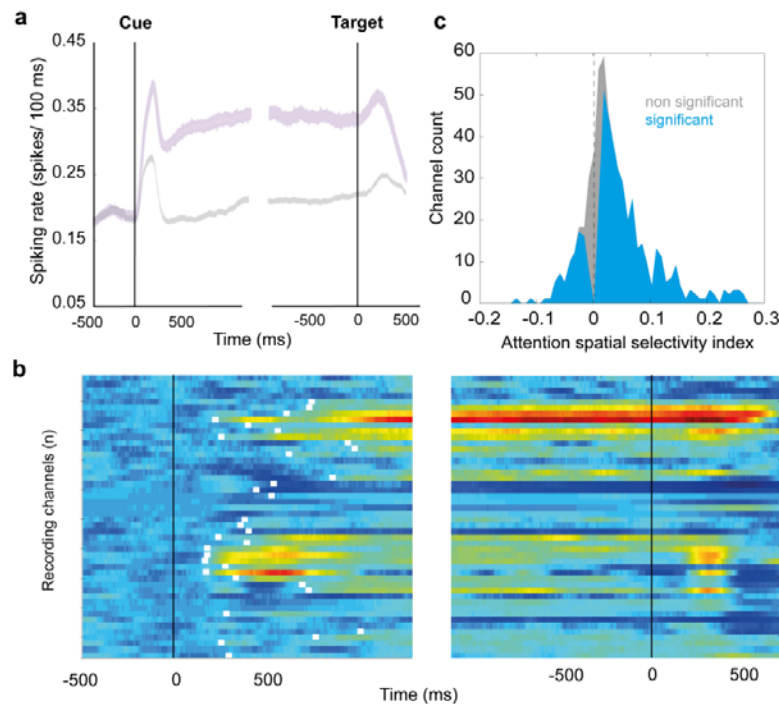 a
Cue
Target
Spiking rate (spikes/ 100 ms)
0.45
0.35
0.25
0.15
0.05
-500
0
500
-500
0
500
Time (ms)
c
Channel count
60
50
40
30
20
10
0
non significant
significant
-0.2
-0.1
0
0.1
0.2
0.3
Attention spatial selectivity index
b
Recording channels (n)
-500
0
500
-500
0
500
Time (ms)